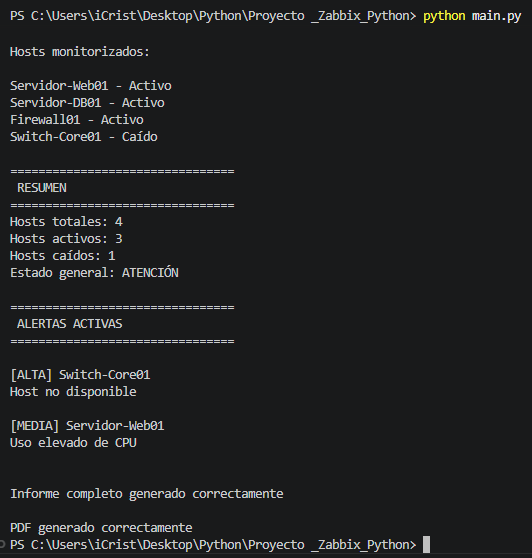 PS C:\Users\iCrist\Desktop\Python\Proyecto _Zabbix_Python> python main.py
Hosts monitorizados:
Servidor-Web01 - Activo
Servidor-DB01 - Activo
Firewall01 - Activo
Switch-Core01 - Caído
================================
RESUMEN
================================
Hosts totales: 4
Hosts activos: 3
Hosts caídos: 1
Estado general: ATENCIÓN
================================
ALERTAS ACTIVAS
================================
[ALTA] Switch-Core01
Host no disponible
[MEDIA] Servidor-Web01
Uso elevado de CPU
Informe completo generado correctamente
PDF generado correctamente
PS C:\Users\iCrist\Desktop\Python\Proyecto _Zabbix_Python>